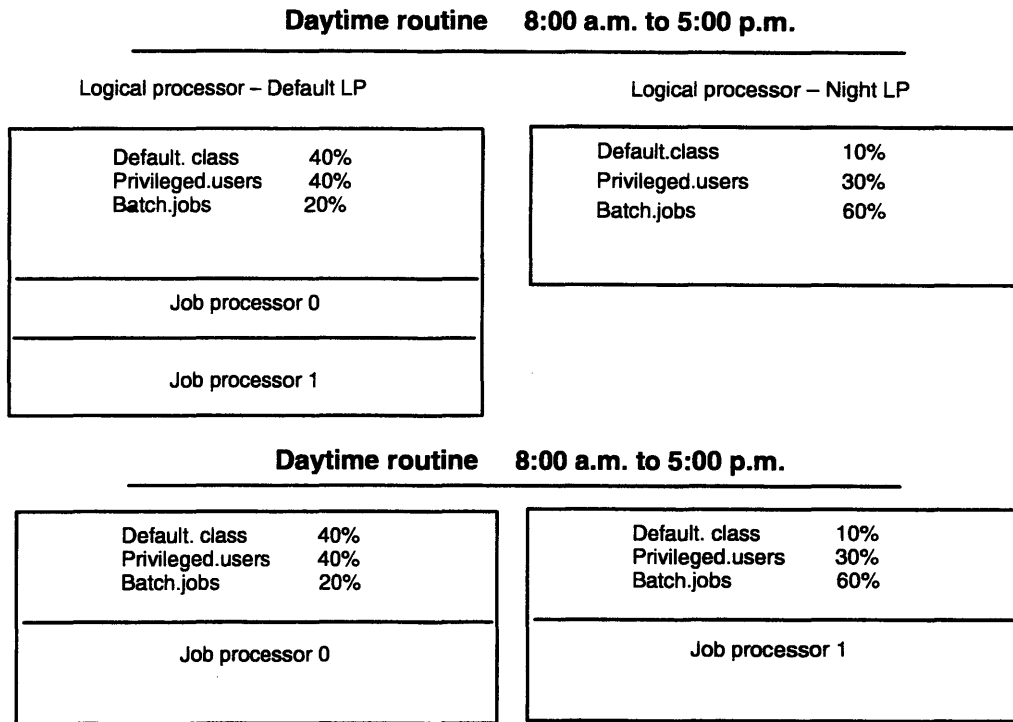 Daytime routine 8:00 a.m. to 5:00 p.m.
Logical processor – Default LP
Default. class 40%
Privileged.users 40%
Batch.jobs 20%
Job processor 0
Job processor 1
Logical processor – Night LP
Default.class 10%
Privileged.users 30%
Batch.jobs 60%
Daytime routine 8:00 a.m. to 5:00 p.m.
Default. class 40%
Privileged.users 40%
Batch.jobs 20%
Job processor 0
Default. class 10%
Privileged.users 30%
Batch.jobs 60%
Job processor 1